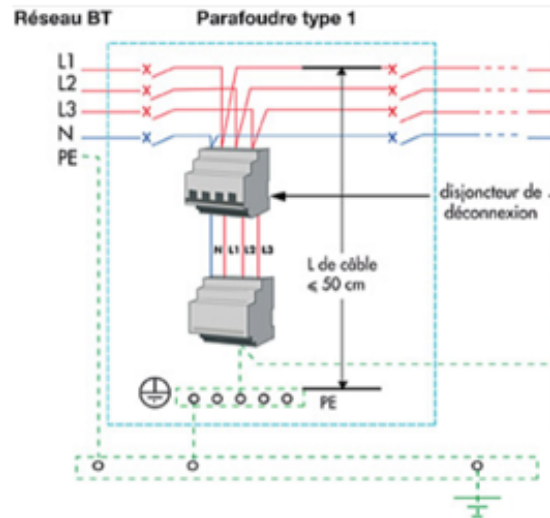 Réseau BT
Parafoudre type 1
L1
L2
L3
N
PE
disjoncteur de
déconnexion
N L1 L2 L3
L de câble
⩽ 50 cm
PE